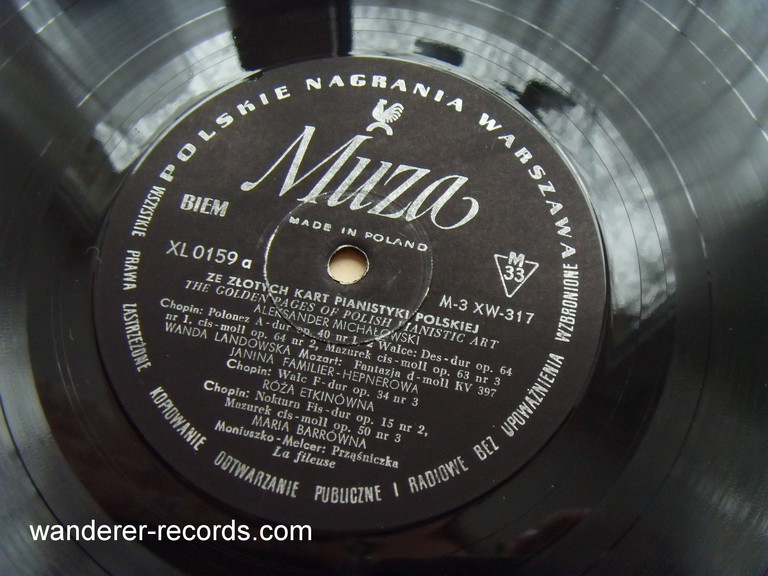 POLSKIE NAGRANIA WARSZAWA
Muza
MADE IN POLAND
BIEM
XL 0159 a
M
33
M-3 XW-317
ZE ZŁOTYCH KART PIANISTYKI POLSKIEJ
THE GOLDEN PAGES OF POLISH PIANISTIC ART
ALEKSANDER MICHAŁOWSKI
Chopin: Polonez A-dur op. 40 nr 1, Walce: Des-dur op. 64
nr 1, cis-moll op. 64 nr 2, Mazurek cis-moll op. 63 nr 3
WANDA LANDOWSKA Mozart: Fantazja d-moll KV 397
JANINA FAMILIER-HEPNEROWA
Chopin: Walc F-dur op. 34 nr 3
RÓŻA ETKINÓWNA
Chopin: Nokturn Fis-dur op. 15 nr 2,
Mazurek cis-moll op. 50 nr 3
MARIA BARRÓWNA
Moniuszko-Melcer: Prząśniczka
La fileuse
WSZYSTKIE PRAWA ZASTRZEŻONE KOPIOWANIE ODTWARZANIE PUBLICZNE I RADIOWE BEZ UPOWAŻNIENIA WZBRONIONE
wanderer-records.com